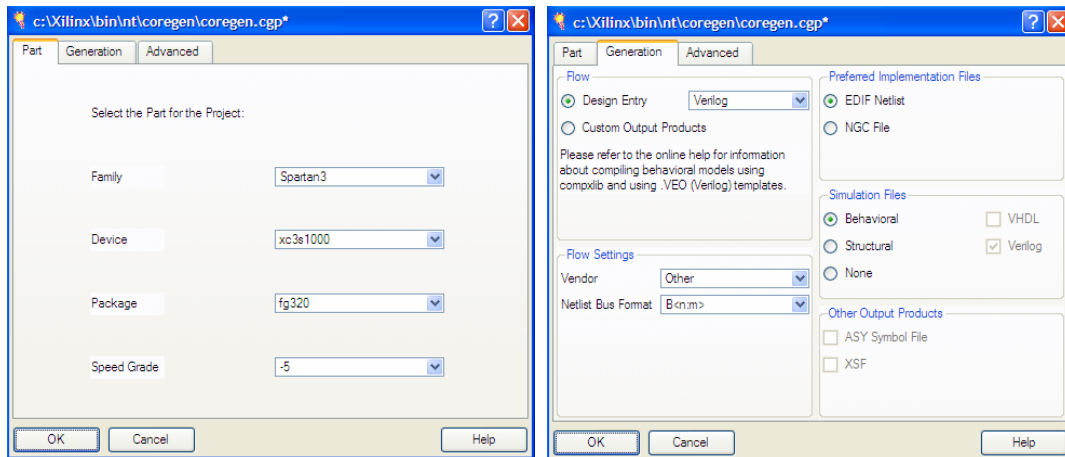 c:\Xilinx\bin\nt\coregen\coregen.cgp*
Part Generation Advanced
Select the Part for the Project:
Family Spartan3
Device xc3s1000
Package fg320
Speed Grade -5
OK Cancel Help
c:\Xilinx\bin\nt\coregen\coregen.cgp*
Part Generation Advanced
Flow
Design Entry Verilog
Custom Output Products
Please refer to the online help for information
about compiling behavioral models using
compxlib and using .VEO (Verilog) templates.
Flow Settings
Vendor Other
Netlist Bus Format B<n:m>
Preferred Implementation Files
EDIF Netlist
NGC File
Simulation Files
Behavioral VHDL
Structural Verilog
None
Other Output Products
ASY Symbol File
XSF
OK Cancel Help